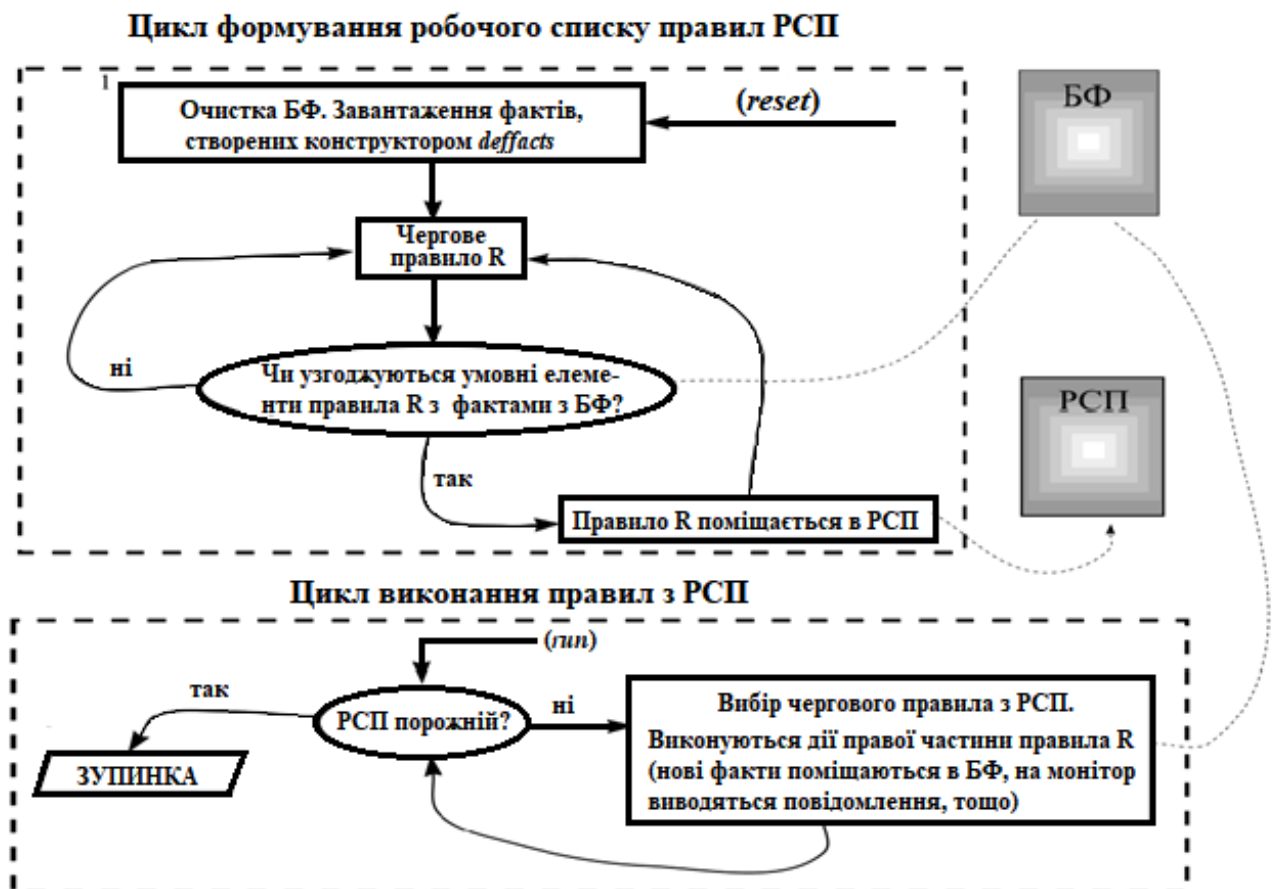 Цикл формування робочого списку правил РСП
1
Очистка БФ. Завантаження фактів,
створених конструктором deffacts
(reset)
БФ
Чергове
правило R
ні
Чи узгоджуються умовні елеме-
нти правила R з фактами з БФ?
РСП
так
Правило R поміщається в РСП
Цикл виконання правил з РСП
(run)
так
РСП порожній?
ні
Вибір чергового правила з РСП.
Виконуються дії правої частини правила R
(нові факти поміщаються в БФ, на монітор
виводяться повідомлення, тощо)
ЗУПИНКА